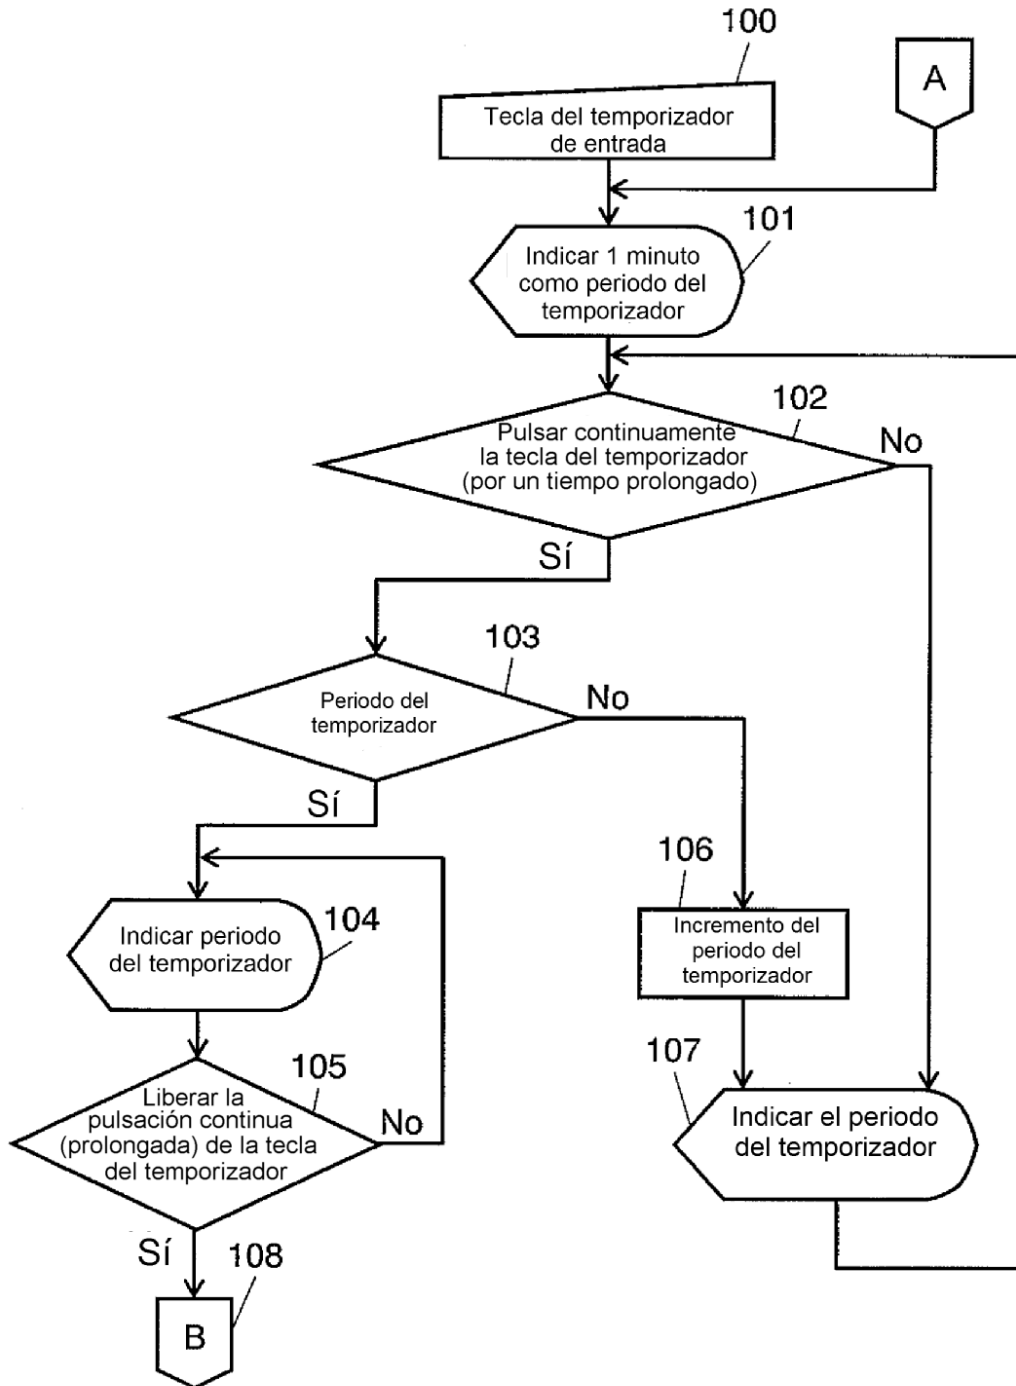 100
A
Tecla del temporizador
de entrada
101
Indicar 1 minuto
como periodo del
temporizador
102
Pulsar continuamente
la tecla del temporizador
(por un tiempo prolongado)
No
Sí
103
Periodo del
temporizador
No
Sí
106
Incremento del
periodo del
temporizador
104
Indicar periodo
del temporizador
107
Indicar el periodo
del temporizador
105
Liberar la
pulsación continua
(prolongada) de la tecla
del temporizador
No
Sí
108
B